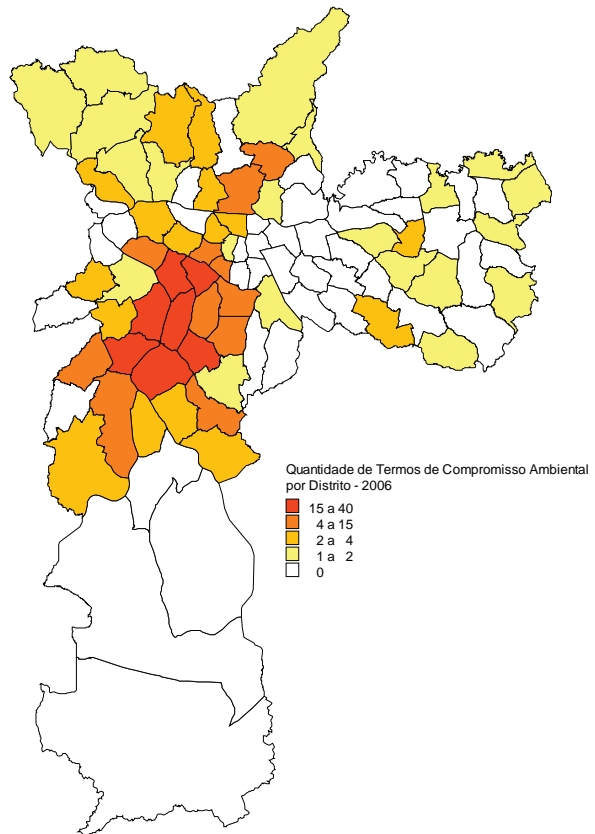 Quantidade de Termos de Compromisso Ambiental
por Distrito - 2006
15 a 40
4 a 15
2 a 4
1 a 2
0